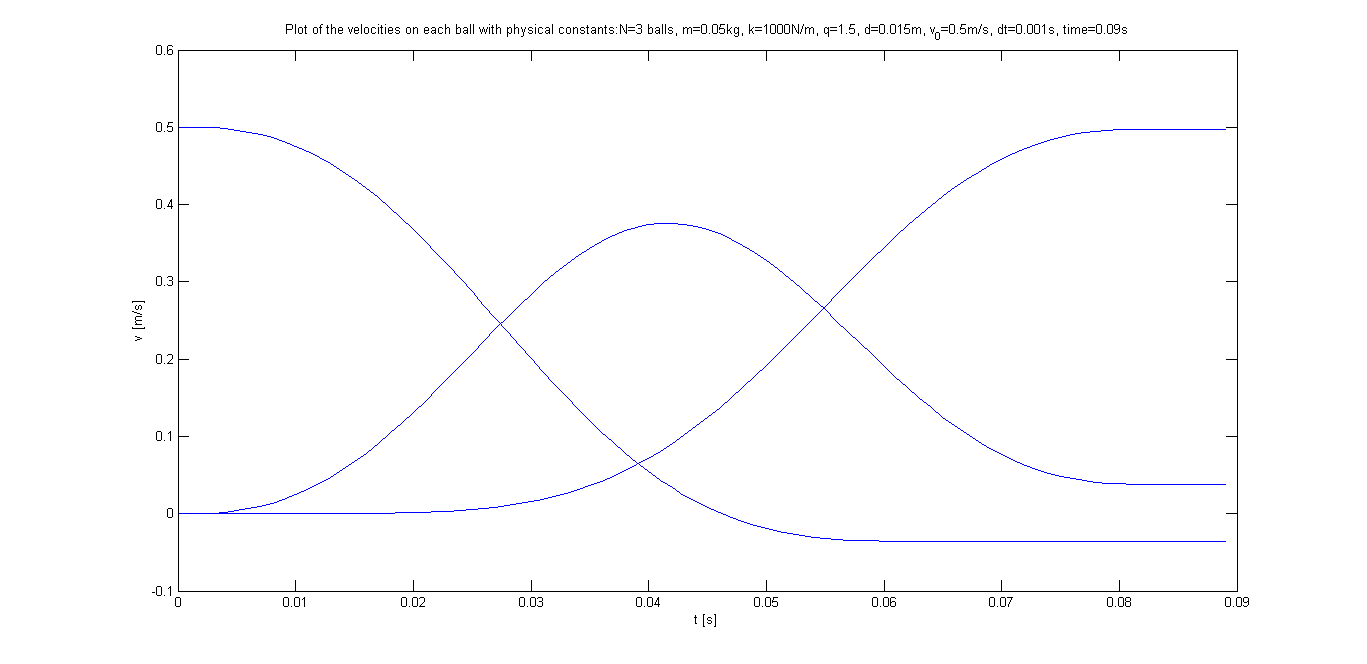 Plot of the velocities on each ball with physical constants:N=3 balls, m=0.05kg, k=1000N/m, q=1.5, d=0.015m, v0=0.5m/s, dt=0.001s, time=0.09s
0.6
0.5
0.4
0.3
0.2
0.1
0
-0.1
v [m/s]
0 0.01 0.02 0.03 0.04 0.05 0.06 0.07 0.08 0.09
t [s]